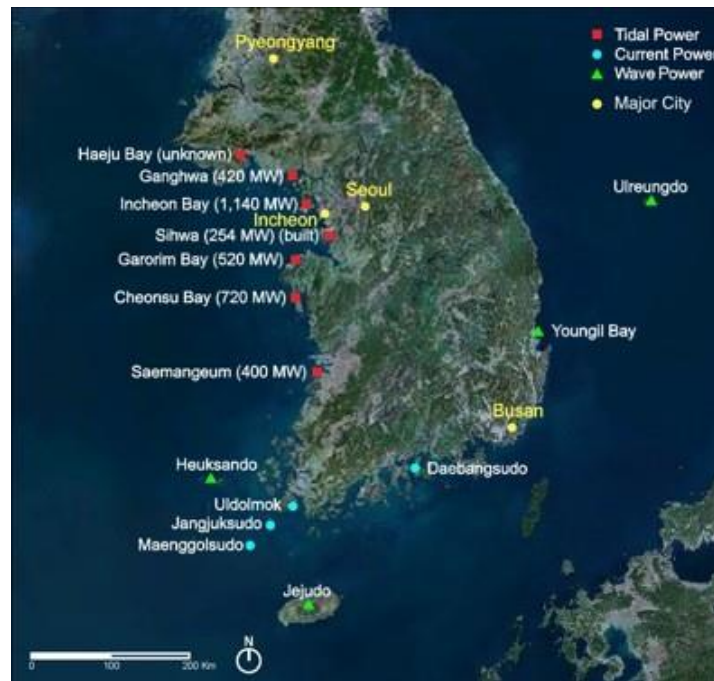 Pyeongyang
Tidal Power
Current Power
Wave Power
Major City
Haeju Bay (unknown)
Ganghwa (420 MW)
Seoul
Ulreungdo
Incheon Bay (1,140 MW)
Incheon
Sihwa (254 MW) (built)
Garorim Bay (520 MW)
Cheonsu Bay (720 MW)
Youngil Bay
Saemangeum (400 MW)
Busan
Heuksando
Daebangsudo
Uldolmok
Jangjuksudo
Maenggolsudo
Jejudo
N
0 100 200 Km